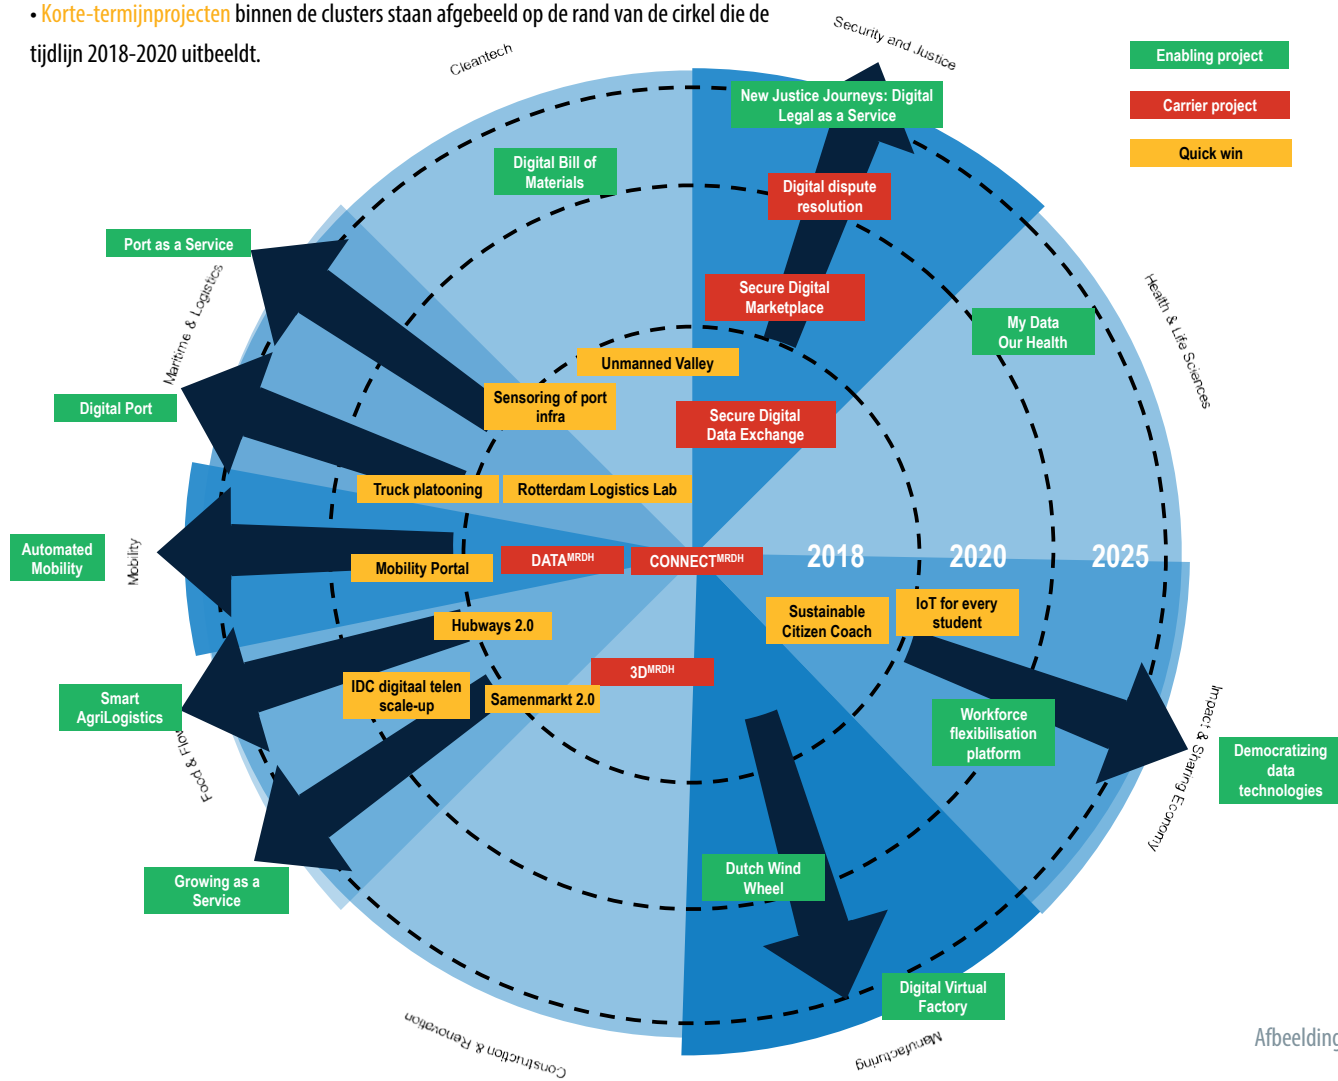 • Korte-termijnprojecten binnen de clusters staan afgebeeld op de rand van de cirkel die de
tijdlijn 2018-2020 uitbeeldt.
Enabling project
Carrier project
Quick win
Cleantech
Security and Justice
New Justice Journeys: Digital
Legal as a Service
Digital Bill of
Materials
Digital dispute
resolution
Port as a Service
Maritime & Logistics
Secure Digital
Marketplace
Health & Life Sciences
My Data
Our Health
Unmanned Valley
Sensoring of port
infra
Digital Port
Secure Digital
Data Exchange
Truck platooning
Rotterdam Logistics Lab
Automated
Mobility
Mobility
Mobility Portal
DATAMRDH
CONNECTMRDH
2018
2020
2025
Hubways 2.0
Sustainable
Citizen Coach
IoT for every
student
3DMRDH
Smart
AgriLogistics
IDC digitaal telen
scale-up
Samenmarkt 2.0
Food & Flow
Workforce
flexibilisation
platform
Impact & Sharing Economy
Democratizing
data
technologies
Growing as a
Service
Dutch Wind
Wheel
Digital Virtual
Factory
Construction & Renovation
Manufacturing
Afbeelding